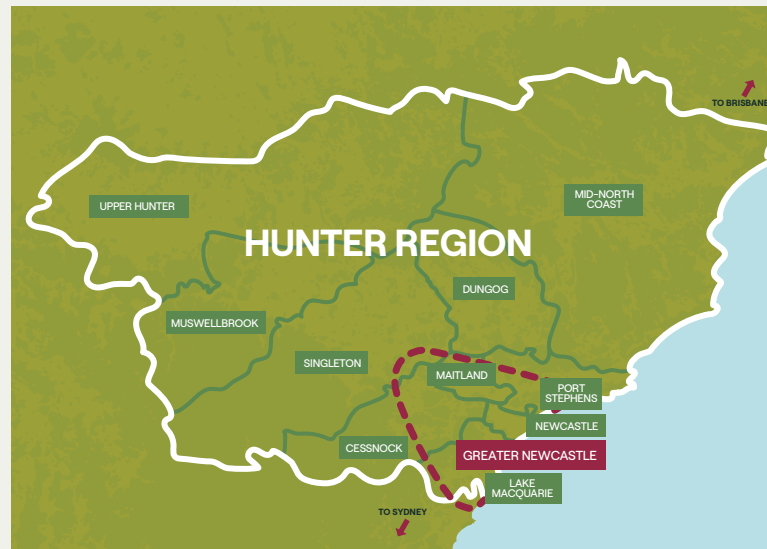 TO BRISBANE
MID-NORTH
COAST
UPPER HUNTER
HUNTER REGION
DUNGOG
MUSWELLBROOK
SINGLETON
MAITLAND
PORT
STEPHENS
NEWCASTLE
CESSNOCK
GREATER NEWCASTLE
LAKE
MACQUARIE
TO SYDNEY